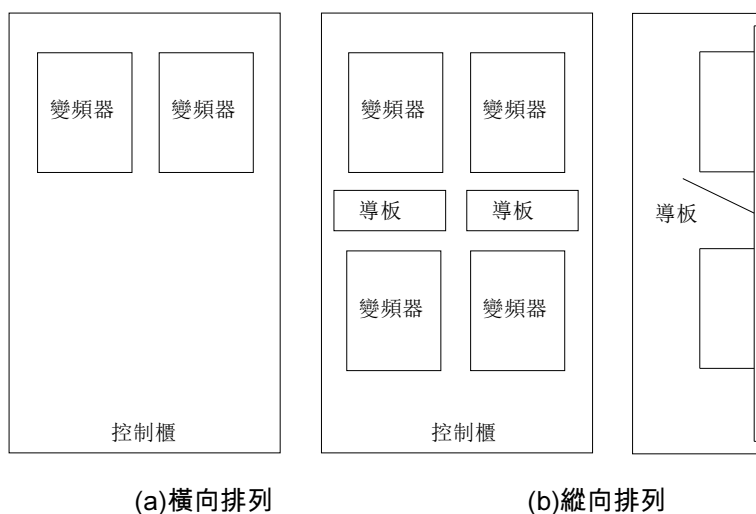 變頻器 變頻器
變頻器 變頻器
導板 導板
導板
變頻器 變頻器
控制櫃
控制櫃
(a)橫向排列
(b)縱向排列